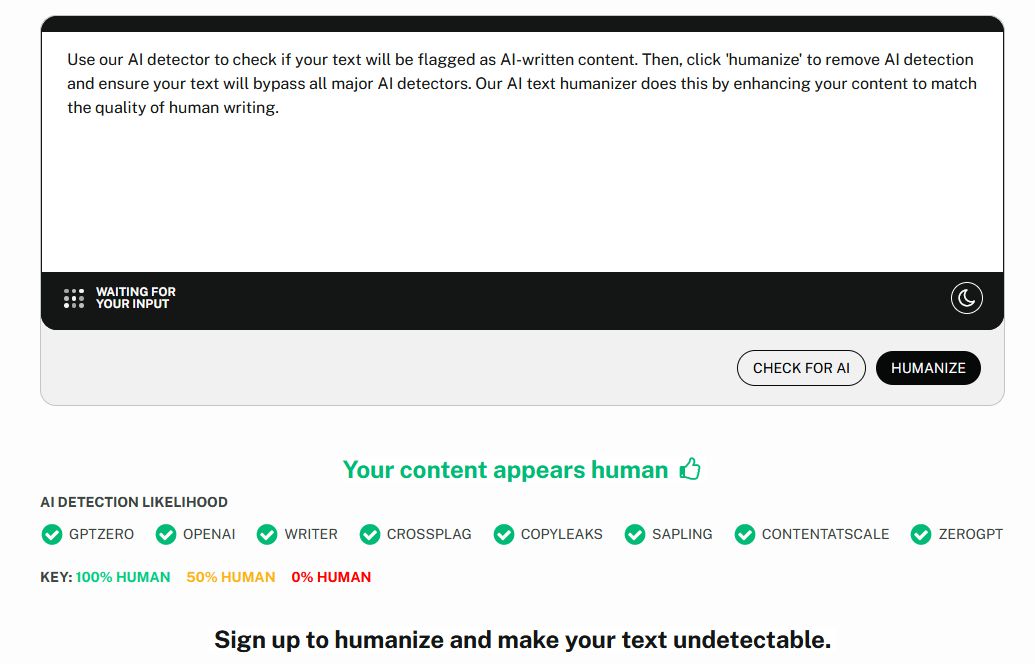 Use our AI detector to check if your text will be flagged as AI-written content. Then, click 'humanize' to remove AI detection
and ensure your text will bypass all major AI detectors. Our AI text humanizer does this by enhancing your content to match
the quality of human writing.
WAITING FOR
YOUR INPUT
CHECK FOR AI HUMANIZE
Your content appears human
AI DETECTION LIKELIHOOD
GPTZERO OPENAI WRITER CROSSPLAG COPYLEAKS SAPLING CONTENTATSCALE ZEROGPT
KEY: 100% HUMAN 50% HUMAN 0% HUMAN
Sign up to humanize and make your text undetectable.